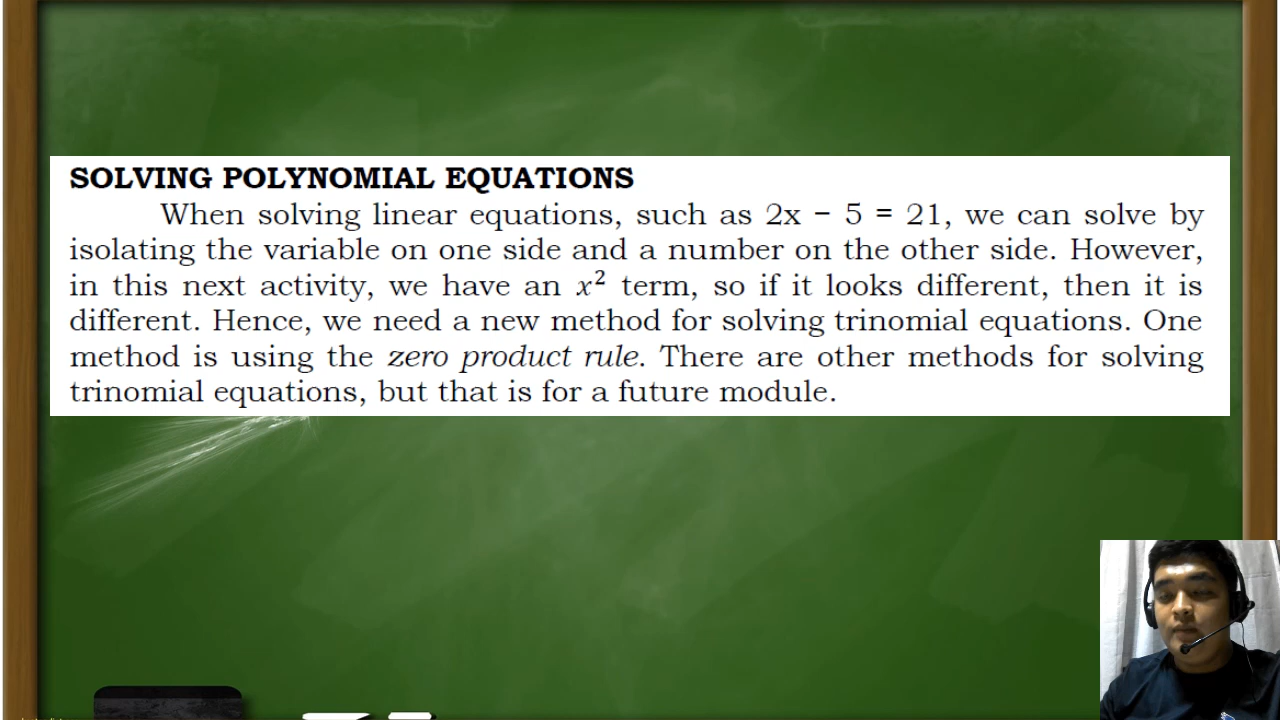 SOLVING POLYNOMIAL EQUATIONS
When solving linear equations, such as 2x − 5 = 21, we can solve by
isolating the variable on one side and a number on the other side. However,
in this next activity, we have an x² term, so if it looks different, then it is
different. Hence, we need a new method for solving trinomial equations. One
method is using the zero product rule. There are other methods for solving
trinomial equations, but that is for a future module.